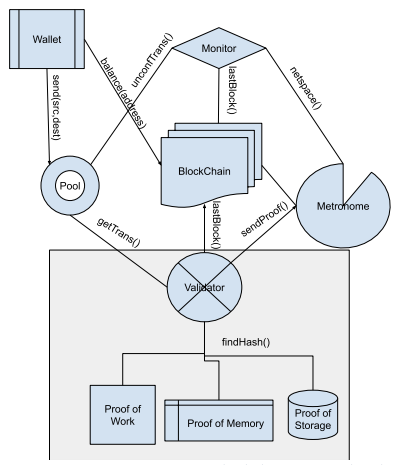 Wallet
Monitor
send(src,dest)
balance(address)
unconfTrans()
lastBlock()
netspace()
Pool
BlockChain
Metronome
getTrans()
lastBlock()
sendProof()
Validator
findHash()
Proof of
Work
Proof of Memory
Proof of
Storage